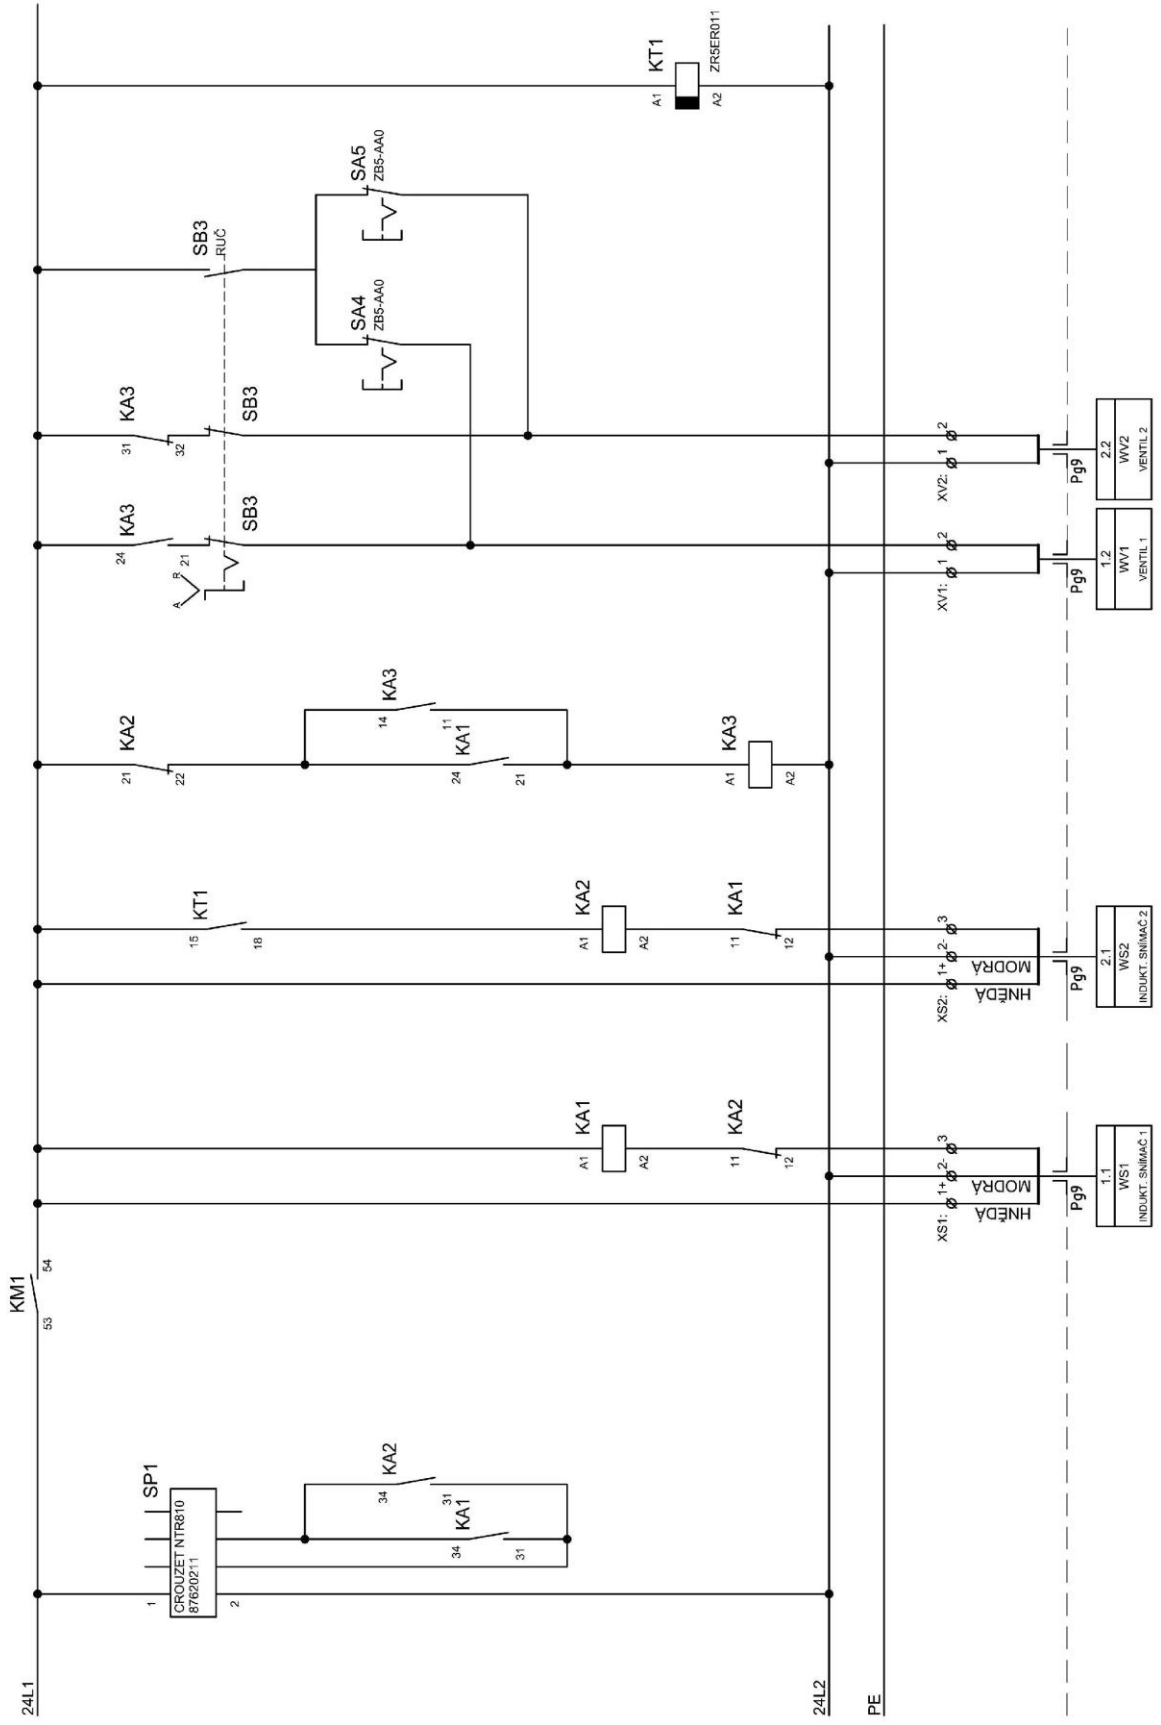 24L1
24L2
PE
SP1
CROUZET NTR810
87620211
1
2
KA2
34
31
KA1
34
31
KM1
53
54
KA1
A1
A2
KA2
11
12
XS1:
1+
2-
3
HNĚDÁ
MODRÁ
Pg9
1.1
WS1
INDUKT. SNÍMAČ 1
KT1
15
18
KA2
A1
A2
KA1
11
12
XS2:
1+
2-
3
HNĚDÁ
MODRÁ
Pg9
2.1
WS2
INDUKT. SNÍMAČ 2
KA2
21
22
KA3
14
11
KA1
24
21
KA3
A1
A2
KA3
24
21
A
R
SB3
XV1:
1
2
Pg9
1.2
WV1
VENTIL 1
KA3
31
32
SB3
XV2:
1
2
Pg9
2.2
WV2
VENTIL 2
SB3
RUČ
SA4
ZB5-AA0
SA5
ZB5-AA0
KT1
A1
A2
ZR5ER011